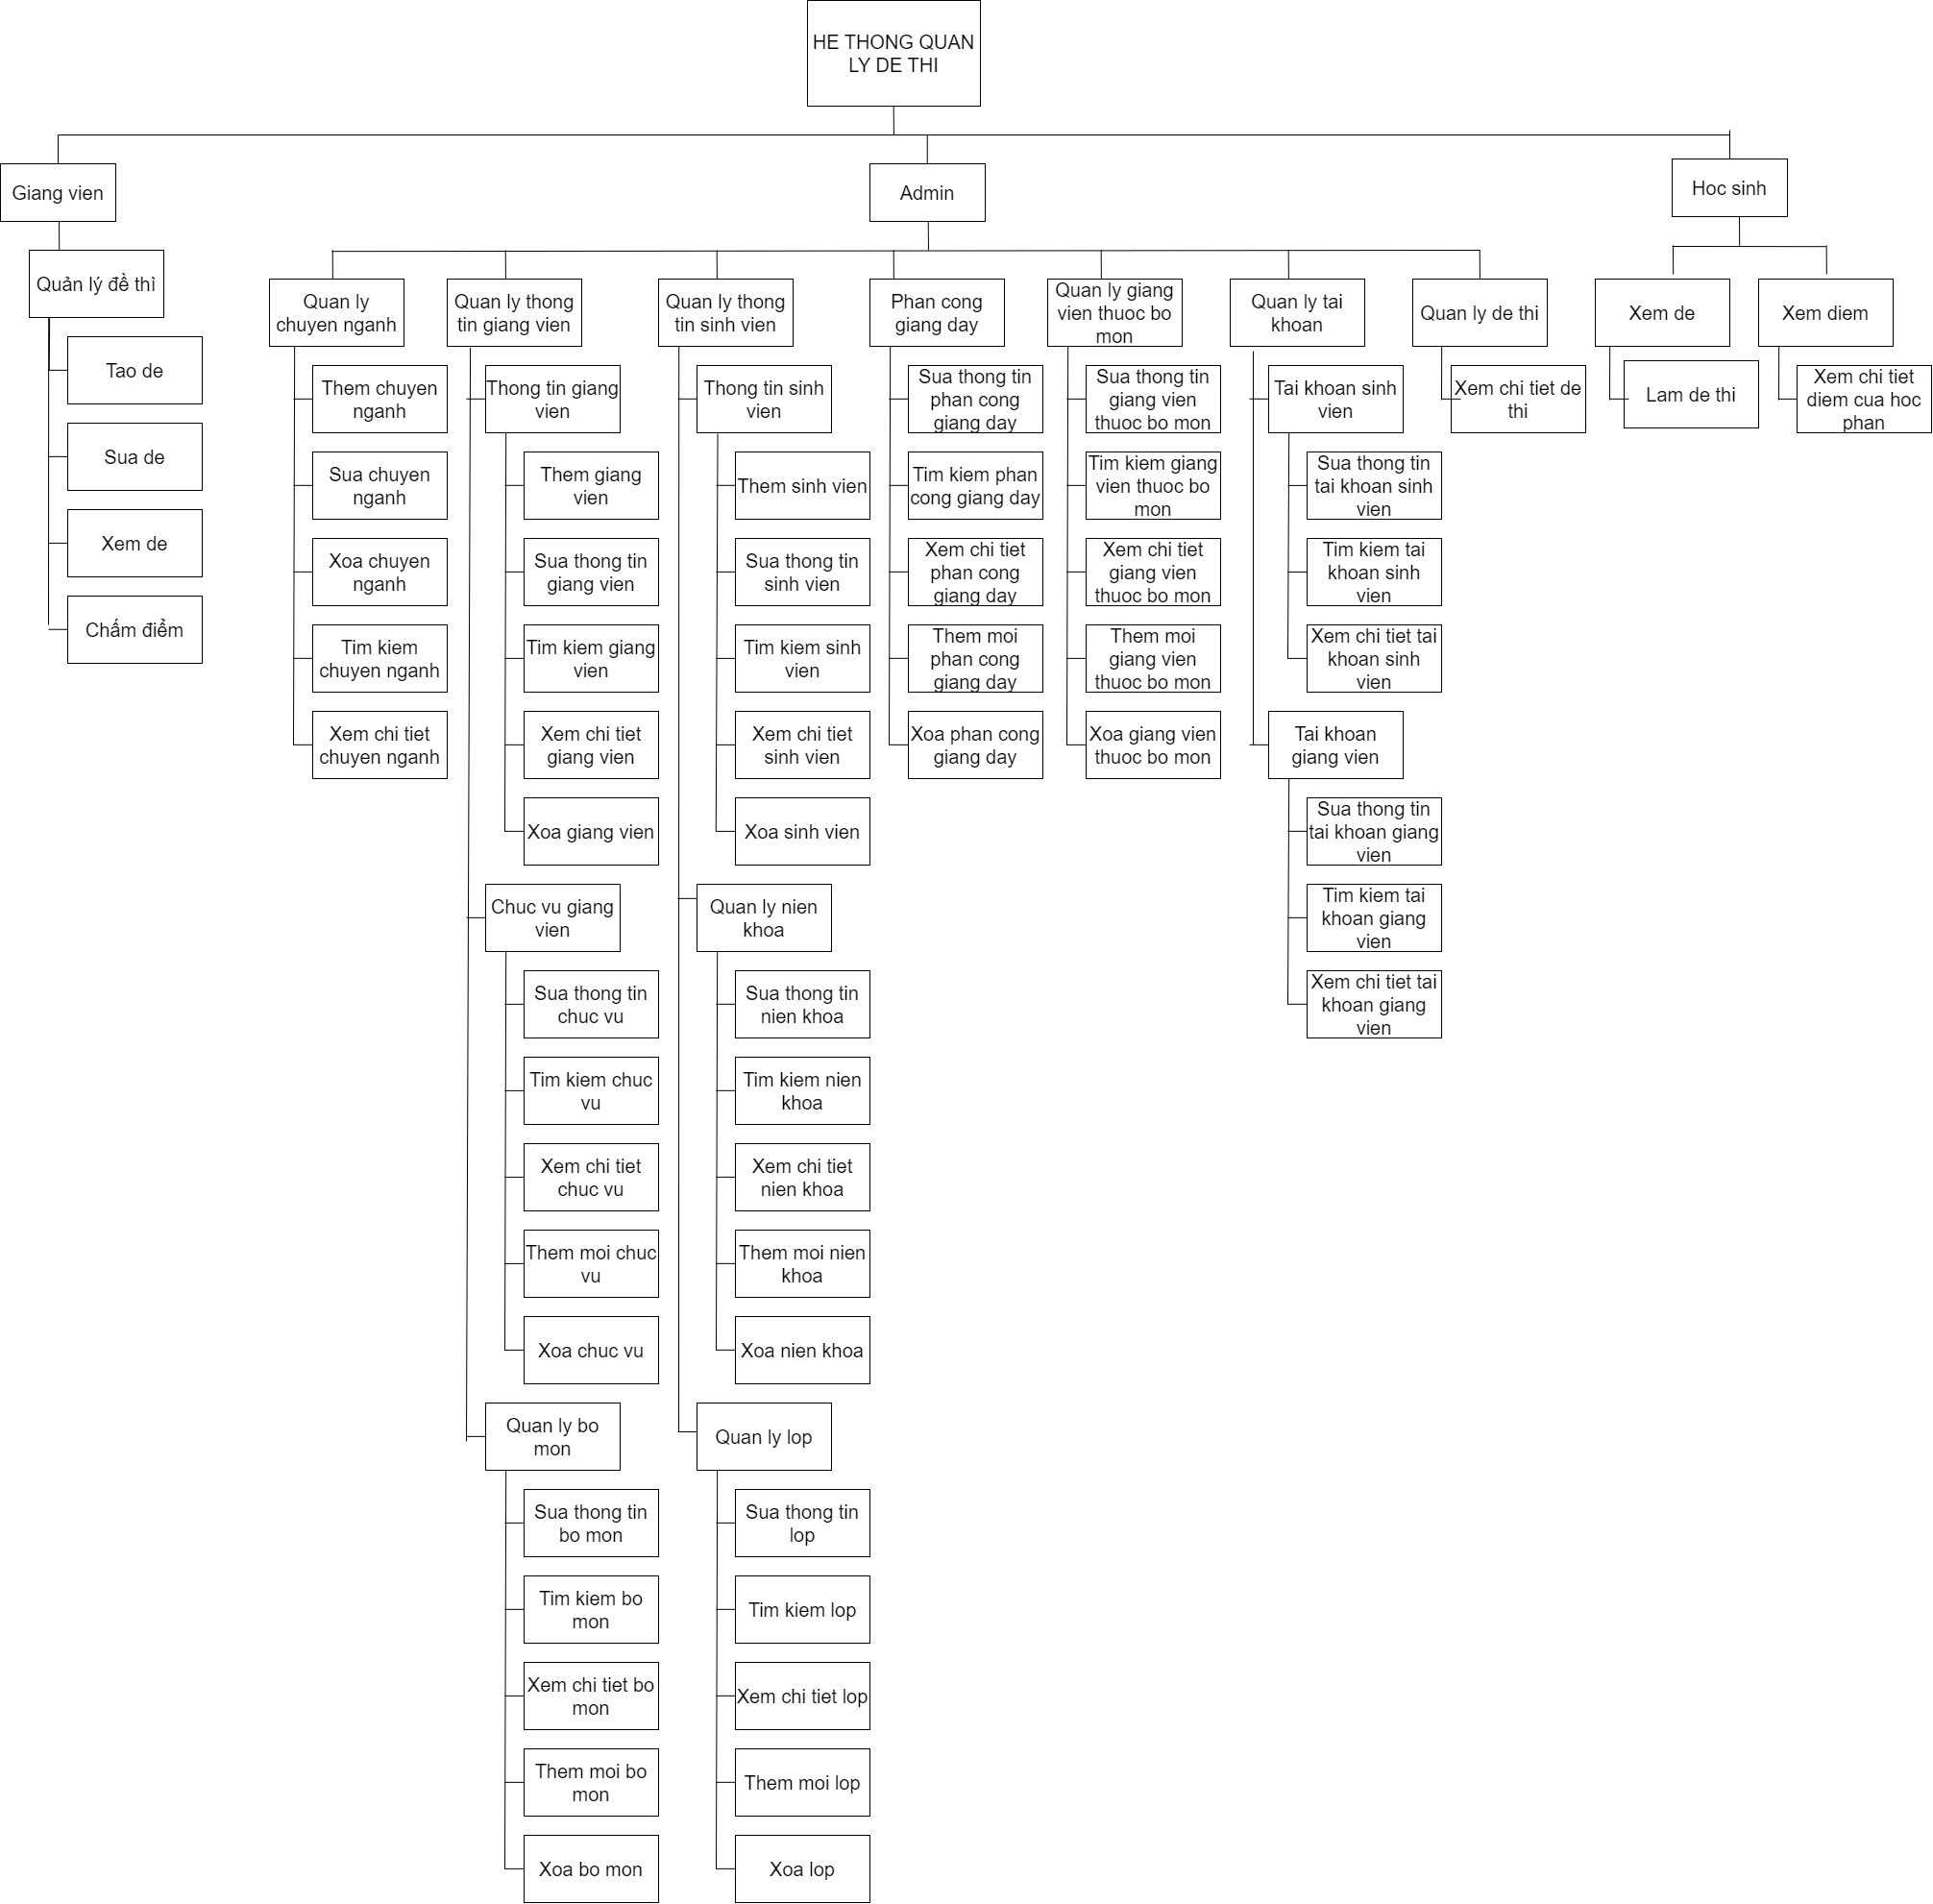 HE THONG QUAN
LY DE THI
Giang vien
Quản lý đề thì
Tao de
Sua de
Xem de
Chấm điểm
Admin
Quan ly
chuyen nganh
Them chuyen
nganh
Sua chuyen
nganh
Xoa chuyen
nganh
Tim kiem
chuyen nganh
Xem chi tiet
chuyen nganh
Quan ly thong
tin giang vien
Thong tin giang
vien
Them giang
vien
Sua thong tin
giang vien
Tim kiem giang
vien
Xem chi tiet
giang vien
Xoa giang vien
Chuc vu giang
vien
Sua thong tin
chuc vu
Tim kiem chuc
vu
Xem chi tiet
chuc vu
Them moi chuc
vu
Xoa chuc vu
Quan ly bo
mon
Sua thong tin
bo mon
Tim kiem bo
mon
Xem chi tiet bo
mon
Them moi bo
mon
Xoa bo mon
Quan ly thong
tin sinh vien
Thong tin sinh
vien
Them sinh vien
Sua thong tin
sinh vien
Tim kiem sinh
vien
Xem chi tiet
sinh vien
Xoa sinh vien
Quan ly nien
khoa
Sua thong tin
nien khoa
Tim kiem nien
khoa
Xem chi tiet
nien khoa
Them moi nien
khoa
Xoa nien khoa
Quan ly lop
Sua thong tin
lop
Tim kiem lop
Xem chi tiet lop
Them moi lop
Xoa lop
Phan cong
giang day
Sua thong tin
phan cong
giang day
Tim kiem phan
cong giang day
Xem chi tiet
phan cong
giang day
Them moi
phan cong
giang day
Xoa phan cong
giang day
Quan ly giang
vien thuoc bo
mon
Sua thong tin
giang vien
thuoc bo mon
Tim kiem giang
vien thuoc bo
mon
Xem chi tiet
giang vien
thuoc bo mon
Them moi
giang vien
thuoc bo mon
Xoa giang vien
thuoc bo mon
Quan ly tai
khoan
Tai khoan sinh
vien
Sua thong tin
tai khoan sinh
vien
Tim kiem tai
khoan sinh
vien
Xem chi tiet tai
khoan sinh
vien
Tai khoan
giang vien
Sua thong tin
tai khoan giang
vien
Tim kiem tai
khoan giang
vien
Xem chi tiet tai
khoan giang
vien
Quan ly de thi
Xem chi tiet de
thi
Hoc sinh
Xem de
Lam de thi
Xem diem
Xem chi tiet
diem cua hoc
phan